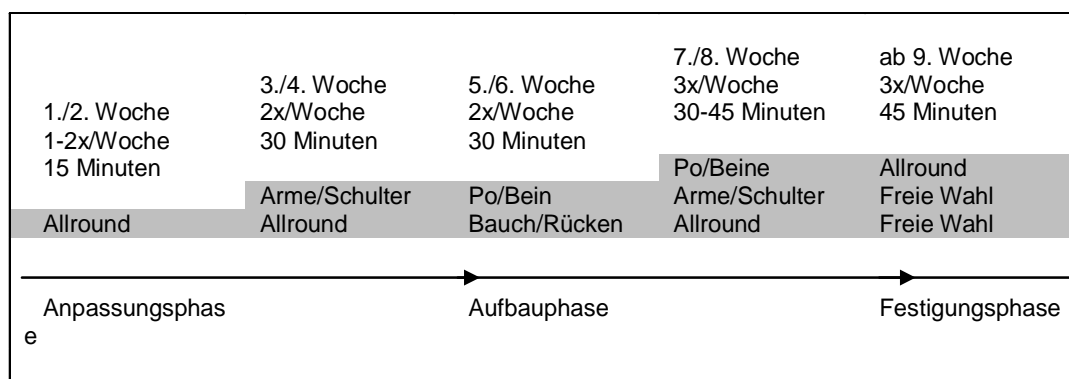 1./2. Woche
1-2x/Woche
15 Minuten
Allround
3./4. Woche
2x/Woche
30 Minuten
Arme/Schulter
Allround
5./6. Woche
2x/Woche
30 Minuten
Po/Bein
Bauch/Rücken
7./8. Woche
3x/Woche
30-45 Minuten
Po/Beine
Arme/Schulter
Allround
ab 9. Woche
3x/Woche
45 Minuten
Allround
Freie Wahl
Freie Wahl
Anpassungsphas
e
Aufbauphase
Festigungsphase